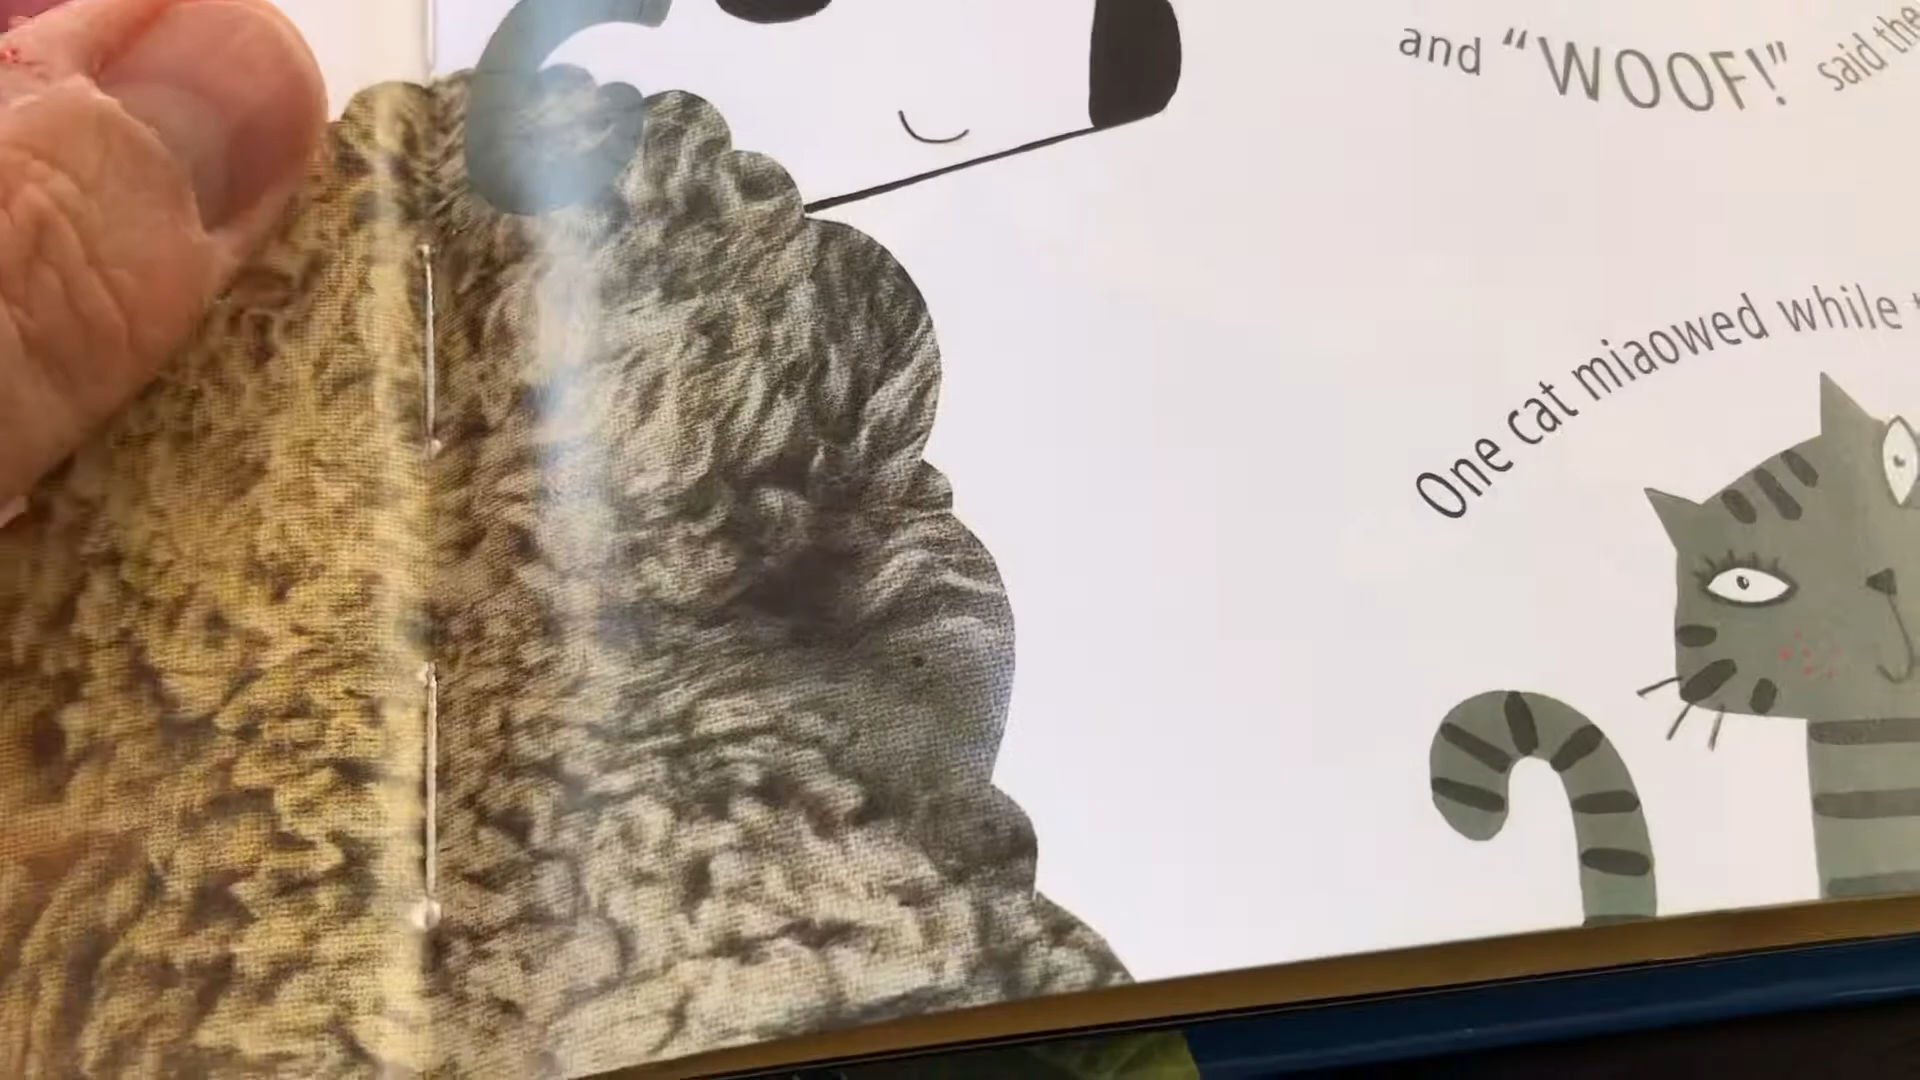 and “WOOF!” said the
One cat miaowed while